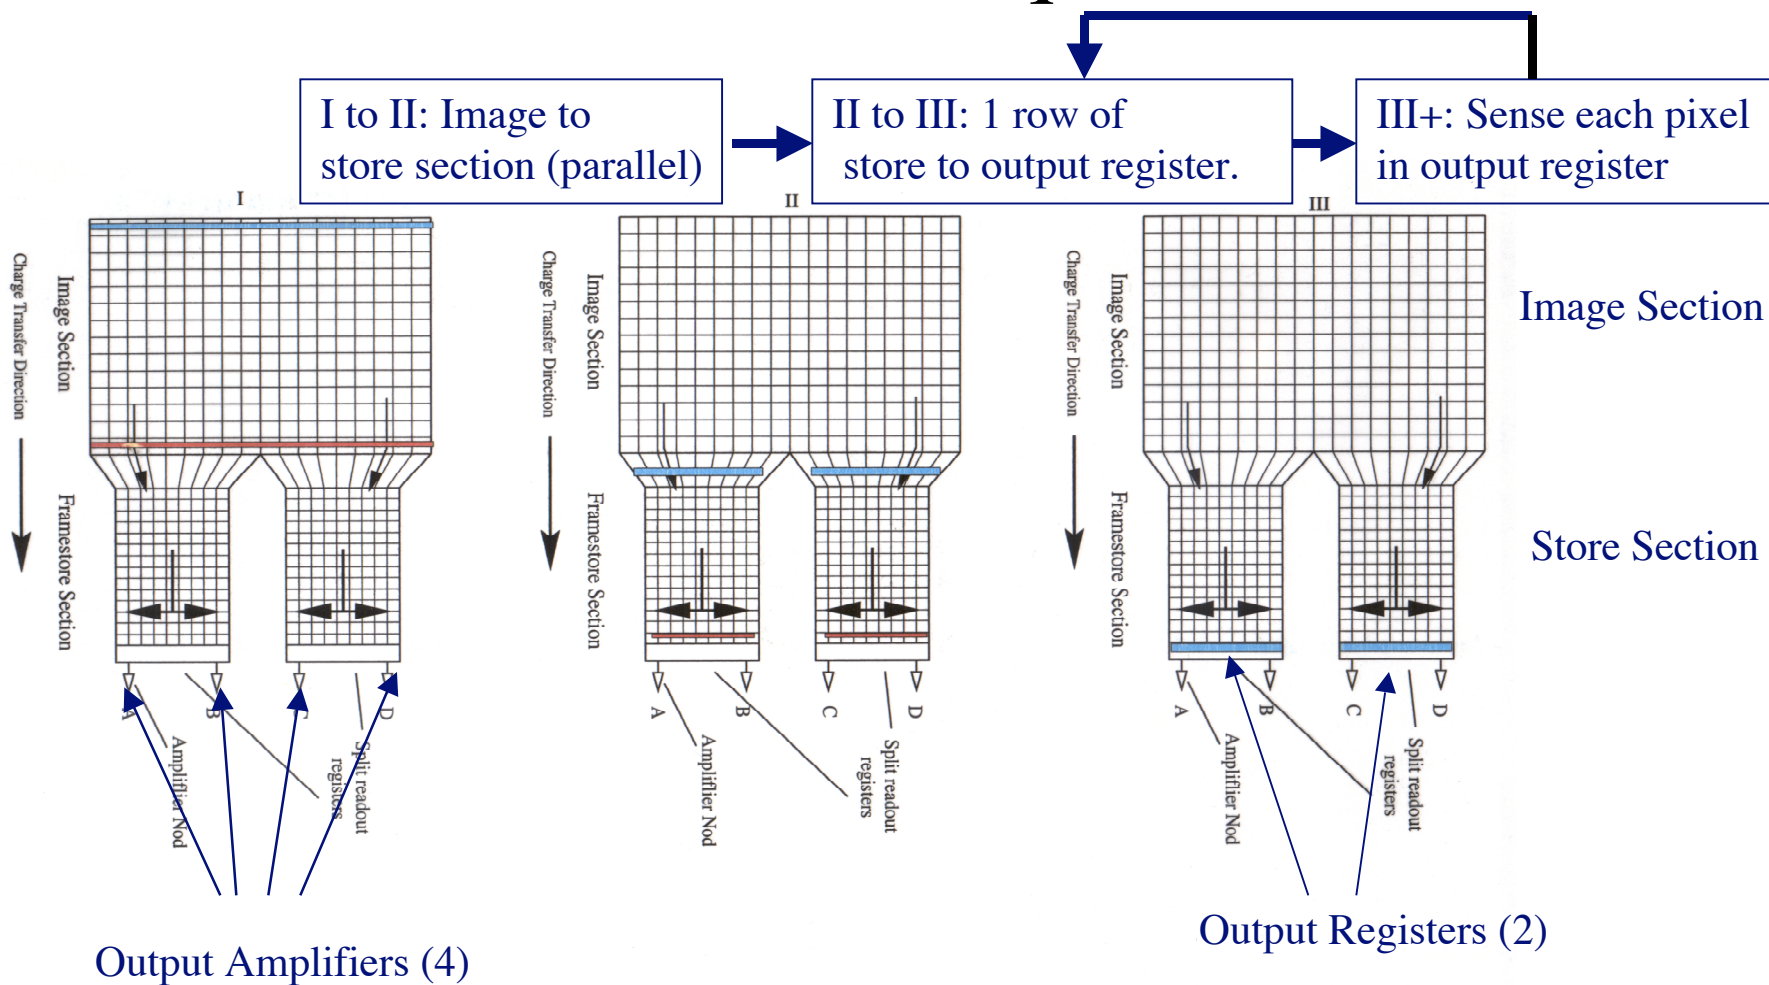 I to II: Image to
store section (parallel)
II to III: 1 row of
store to output register.
III+: Sense each pixel
in output register
I
II
III
Charge Transfer Direction
Image Section
Framestore Section
Charge Transfer Direction
Image Section
Framestore Section
Charge Transfer Direction
Image Section
Framestore Section
Image Section
Store Section
A
B
C
D
Amplifier Nod
Split readout
registers
A
B
C
D
Amplifier Nod
Split readout
registers
A
B
C
D
Amplifier Nod
Split readout
registers
Output Amplifiers (4)
Output Registers (2)